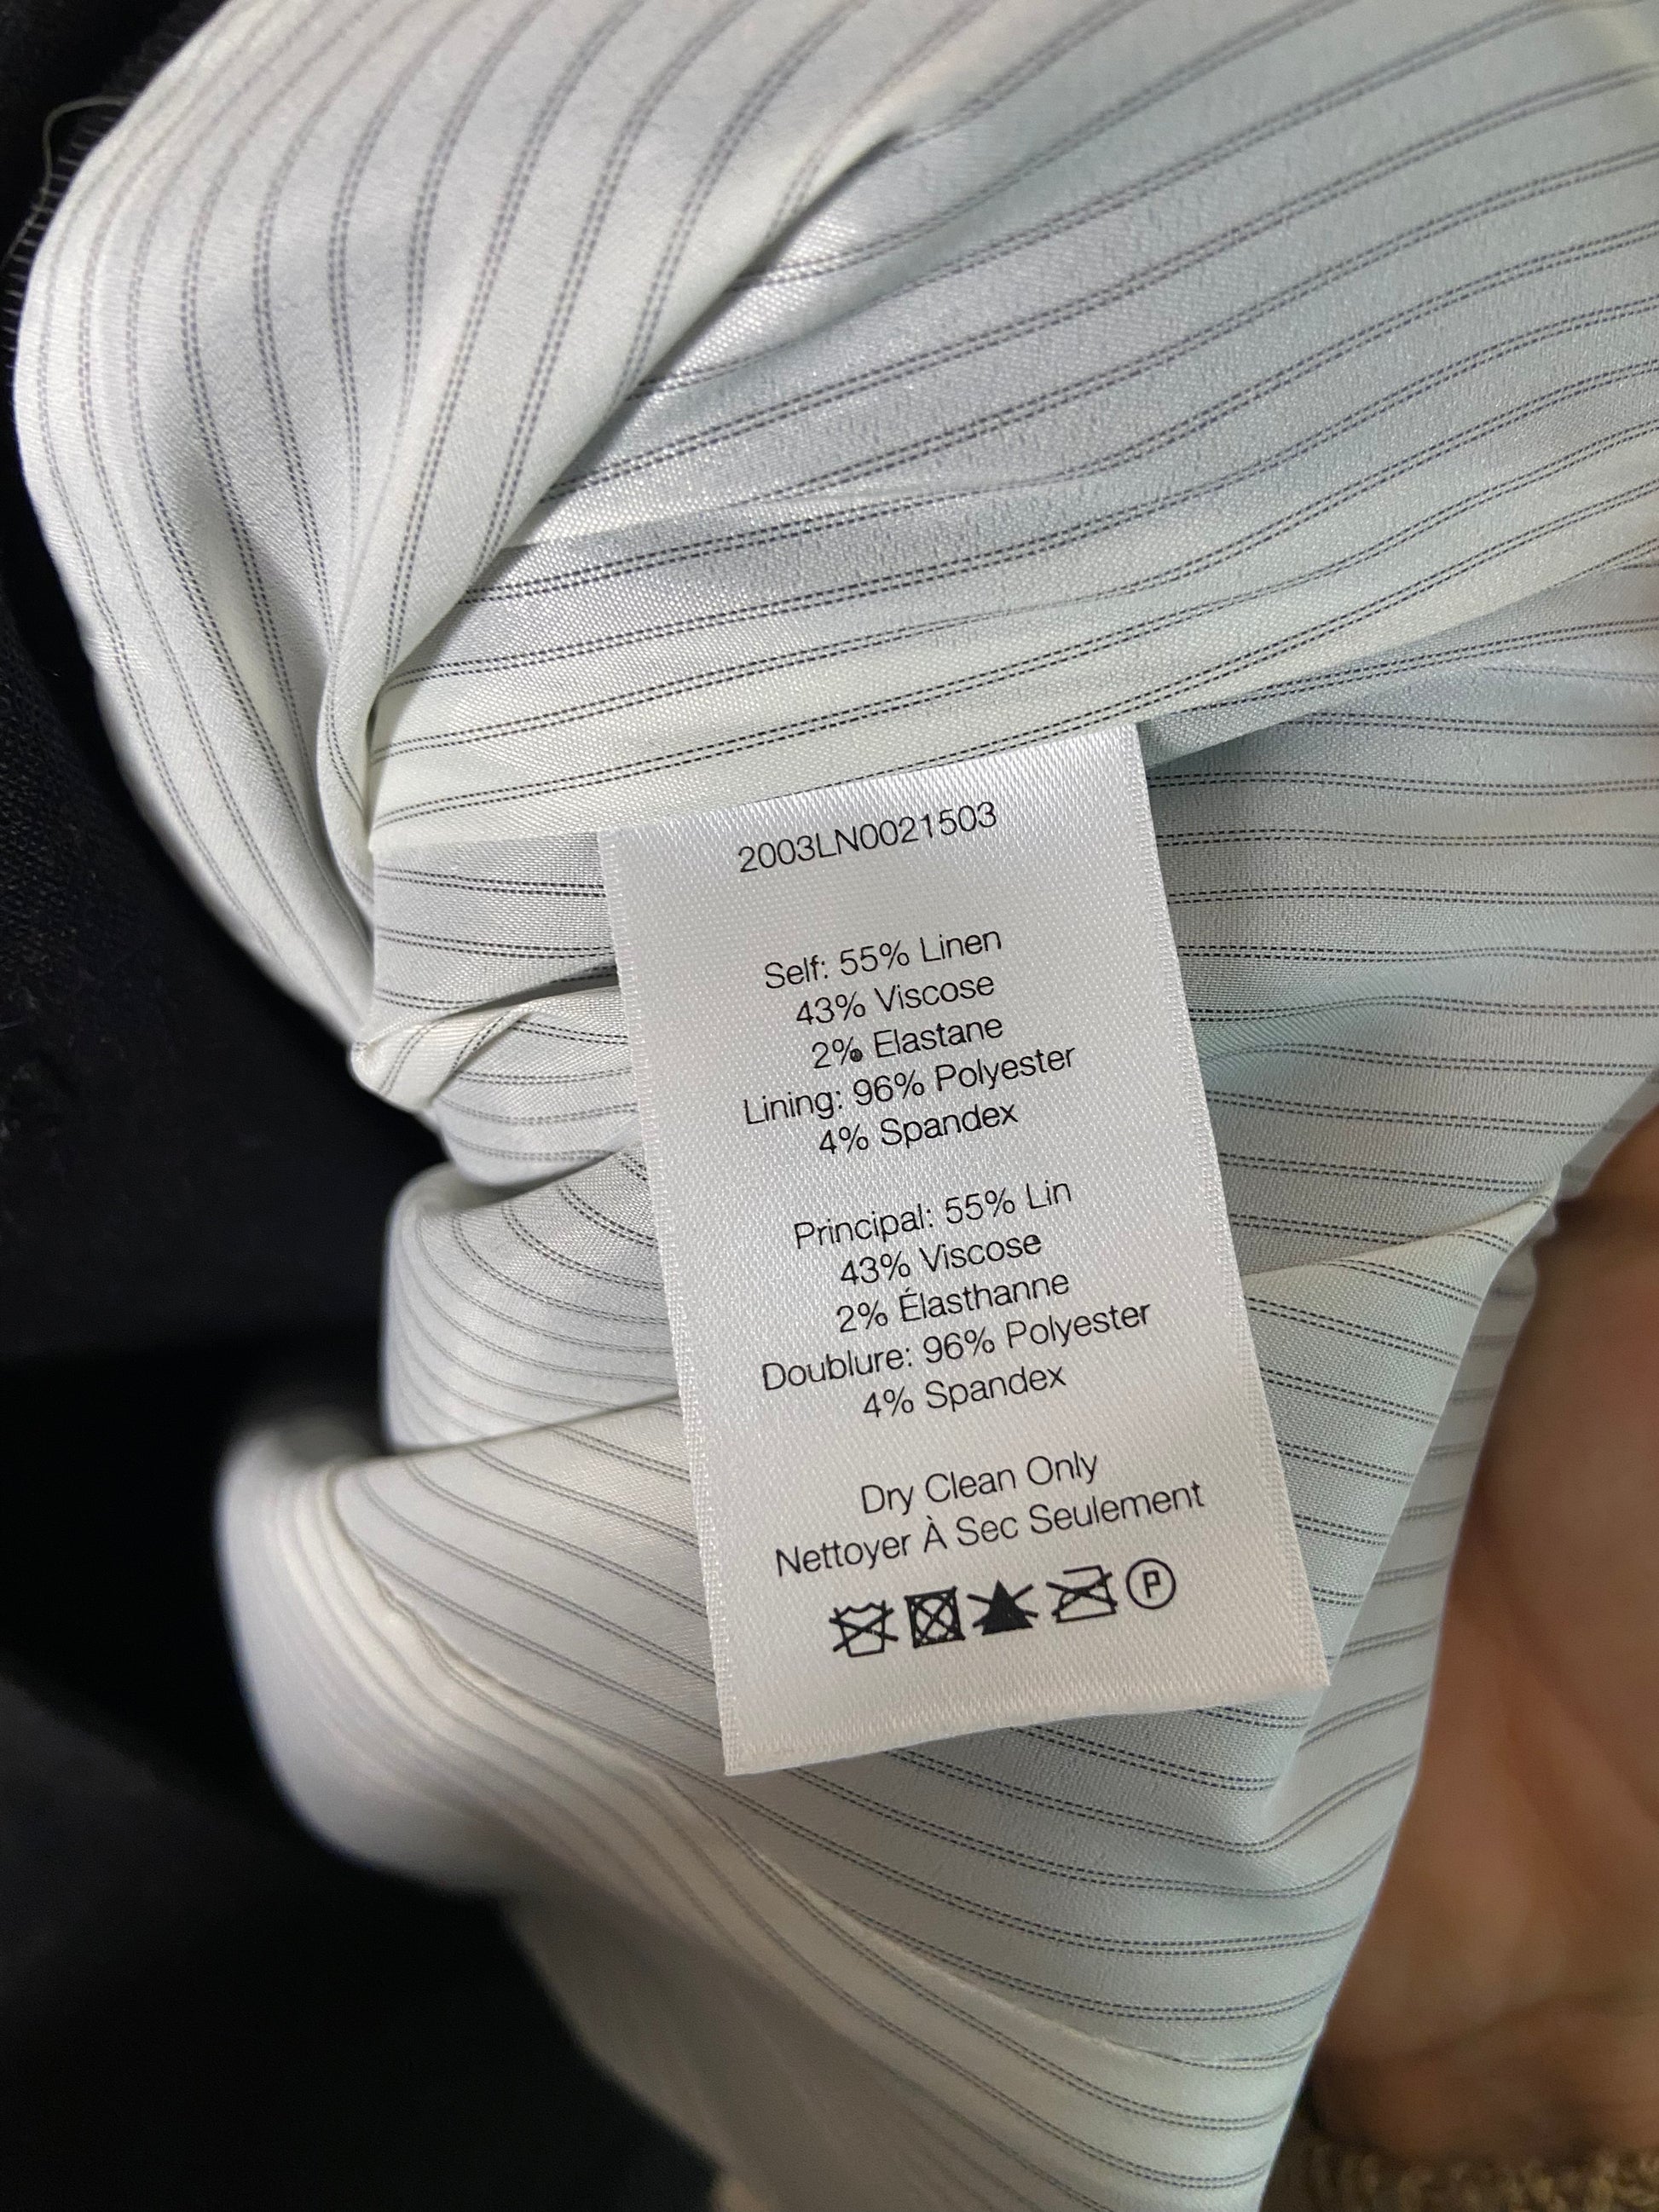 2003LN0021503
Self: 55% Linen
43% Viscose
2% Elastane
Lining: 96% Polyester
4% Spandex
Principal: 55% Lin
43% Viscose
2% Élasthanne
Doublure: 96% Polyester
4% Spandex
Dry Clean Only
Nettoyer À Sec Seulement
P